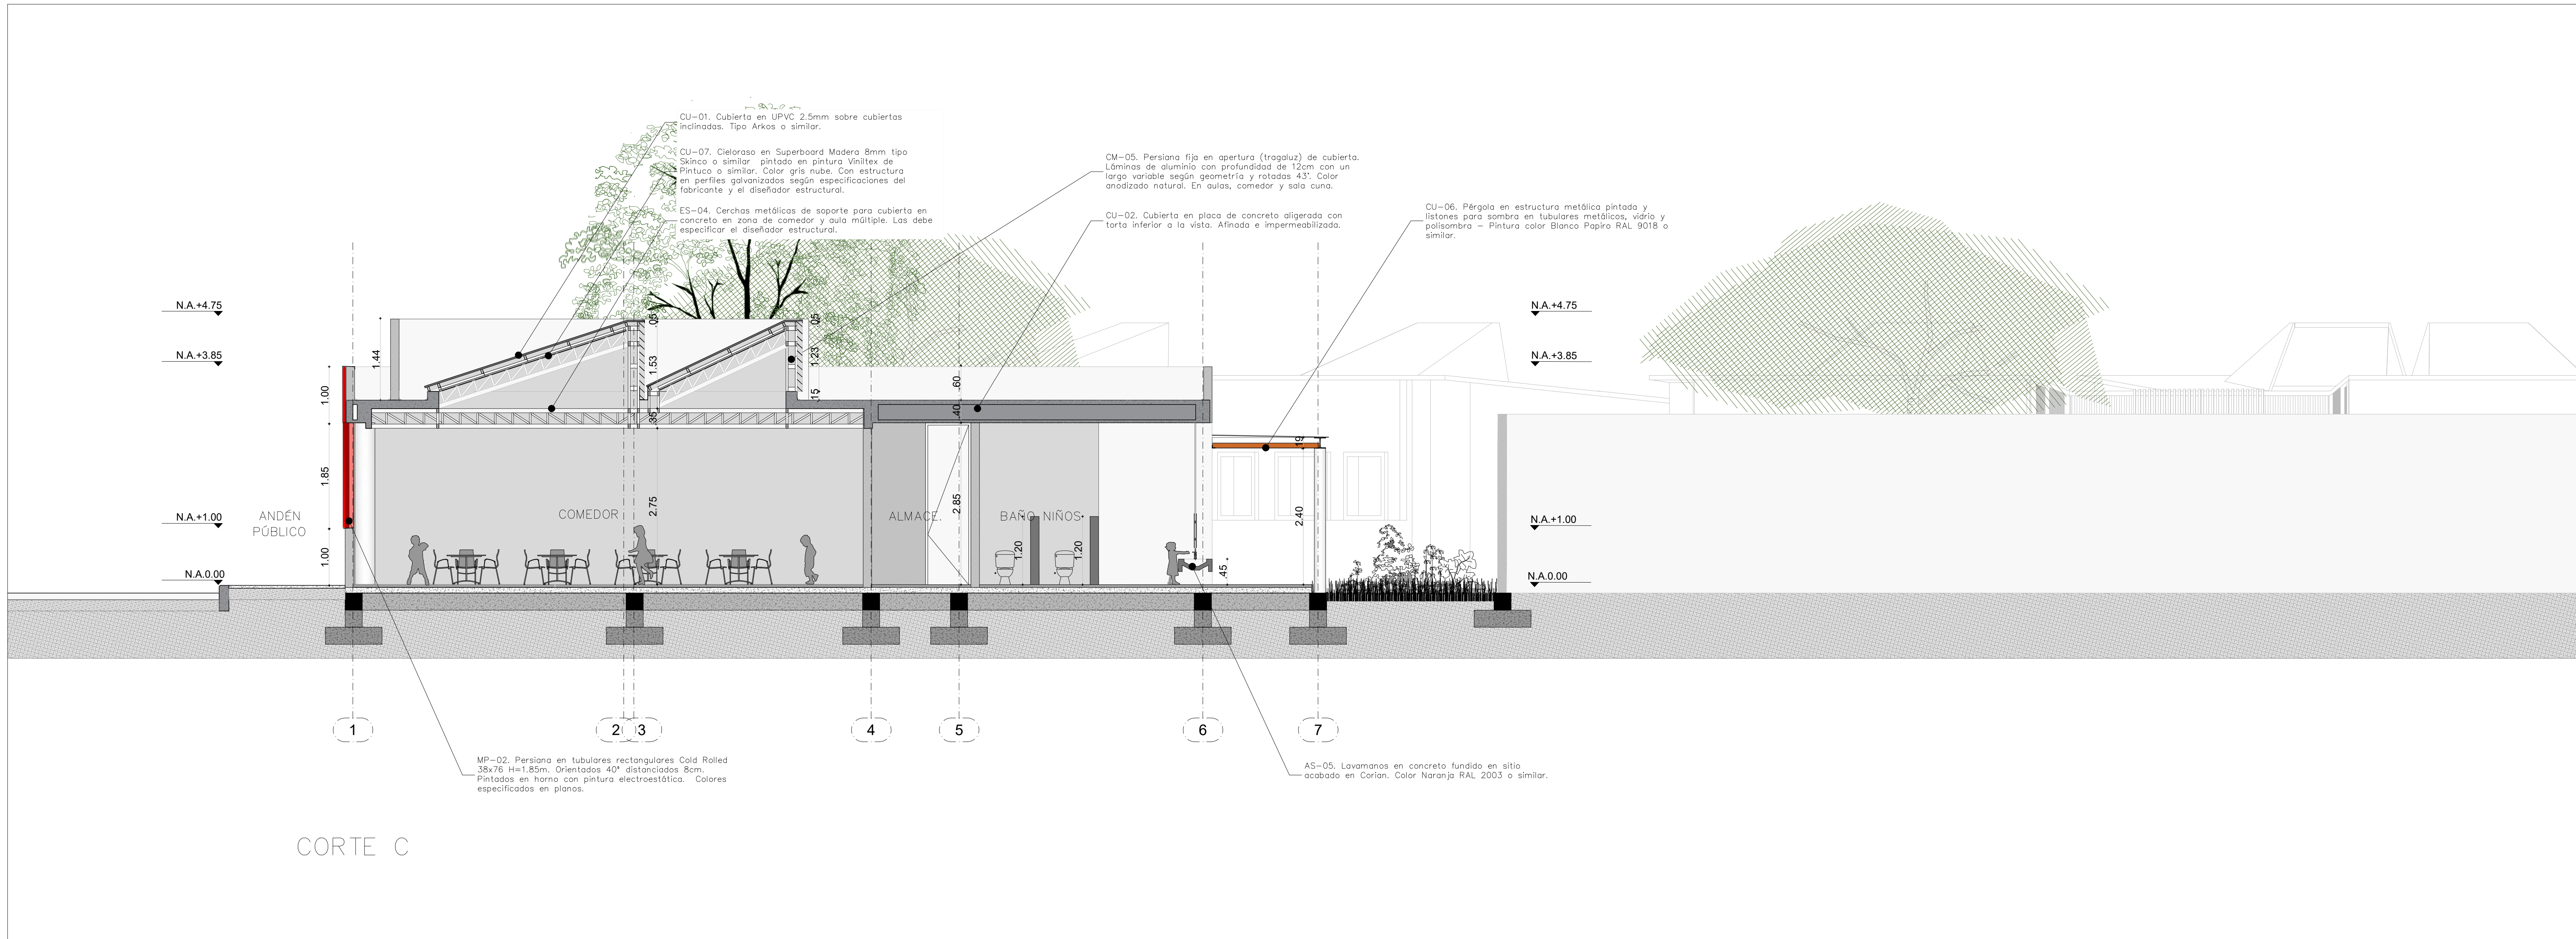 CU-01. Cubierta en UPVC 2.5mm sobre cubiertas
inclinadas. Tipo Arkos o similar.
CU-07. Cieloraso en Superboard Madera 8mm tipo
Skinco o similar pintado en pintura Viniltex de
Pintuco o similar. Color gris nube. Con estructura
en perfiles galvanizados según especificaciones del
fabricante y el diseñador estructural.
ES-04. Cerchas metálicas de soporte para cubierta en
concreto en zona de comedor y aula múltiple. Las debe
especificar el diseñador estructural.
CM-05. Persiana fija en apertura (tragaluz) de cubierta.
Láminas de aluminio con profundidad de 12cm con un
largo variable según geometría y rotadas 43°. Color
anodizado natural. En aulas, comedor y sala cuna.
CU-02. Cubierta en placa de concreto aligerada con
torta inferior a la vista. Afinada e impermeabilizada.
CU-06. Pérgola en estructura metálica pintada y
listones para sombra en tubulares metálicos, vidrio y
polisombra - Pintura color Blanco Papiro RAL 9018 o
similar.
N.A.+4.75
N.A.+3.85
N.A.+1.00
N.A.0.00
ANDÉN
PÚBLICO
1.00
1.85
1.00
1.44
.05
1.53
.35
2.75
.05
1.23
.15
.60
.40
2.85
COMEDOR
ALMACE.
BAÑO NIÑOS
1.20
1.20
.45
.19
2.40
N.A.+4.75
N.A.+3.85
N.A.+1.00
N.A.0.00
1
2
3
4
5
6
7
MP-02. Persiana en tubulares rectangulares Cold Rolled
38x76 H=1.85m. Orientados 40° distanciados 8cm.
Pintados en horno con pintura electroestática. Colores
especificados en planos.
AS-05. Lavamanos en concreto fundido en sitio
acabado en Corian. Color Naranja RAL 2003 o similar.
CORTE C